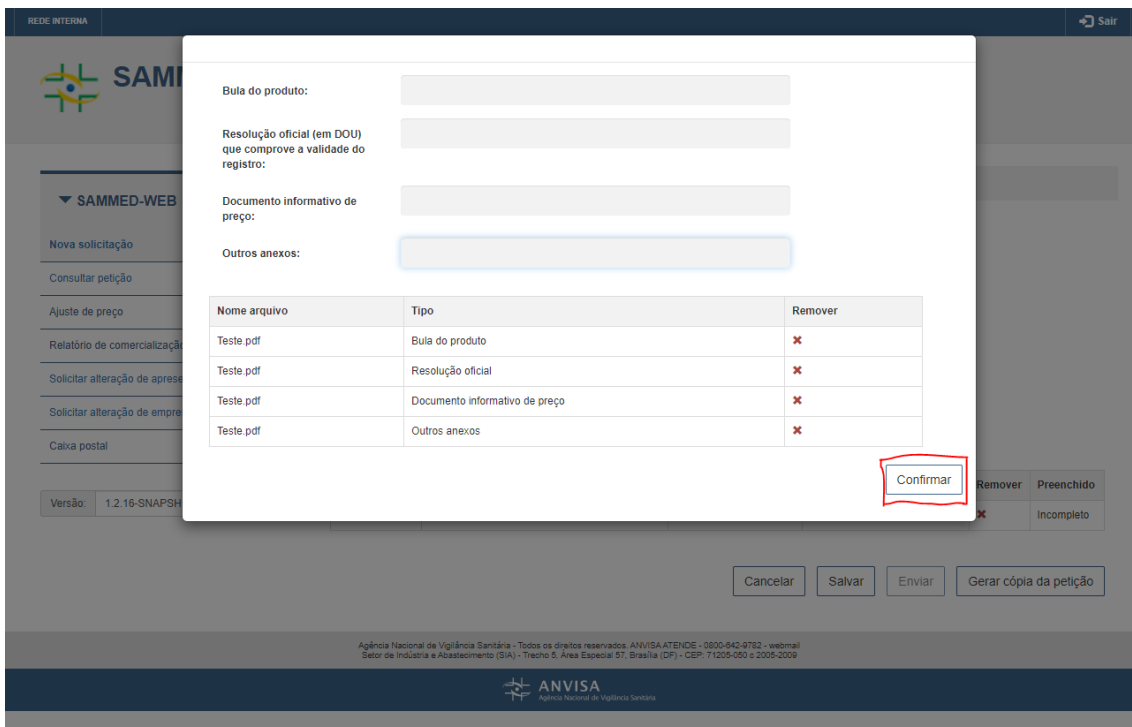 REDE INTERNA
Sair
SAMM
Bula do produto:
Resolução oficial (em DOU)
que comprove a validade do
registro:
Documento informativo de
preço:
Outros anexos:
SAMMED-WEB
Nova solicitação
Consultar petição
Ajuste de preço
Relatório de comercialização
Solicitar alteração de aprese
Solicitar alteração de empre
Caixa postal
Versão: 1.2.16-SNAPSH
Nome arquivo Tipo Remover
Teste.pdf Bula do produto
Teste.pdf Resolução oficial
Teste.pdf Documento informativo de preço
Teste.pdf Outros anexos
Confirmar
Remover Preenchido
Incompleto
Cancelar Salvar Enviar Gerar cópia da petição
Agência Nacional de Vigilância Sanitária - Todos os direitos reservados. ANVISA ATENDE - 0800-642-9782 - webmail
Setor de Indústria e Abastecimento (SIA) - Trecho 5, Área Especial 57, Brasília (DF) - CEP: 71205-050 © 2005-2009
ANVISA
Agência Nacional de Vigilância Sanitária